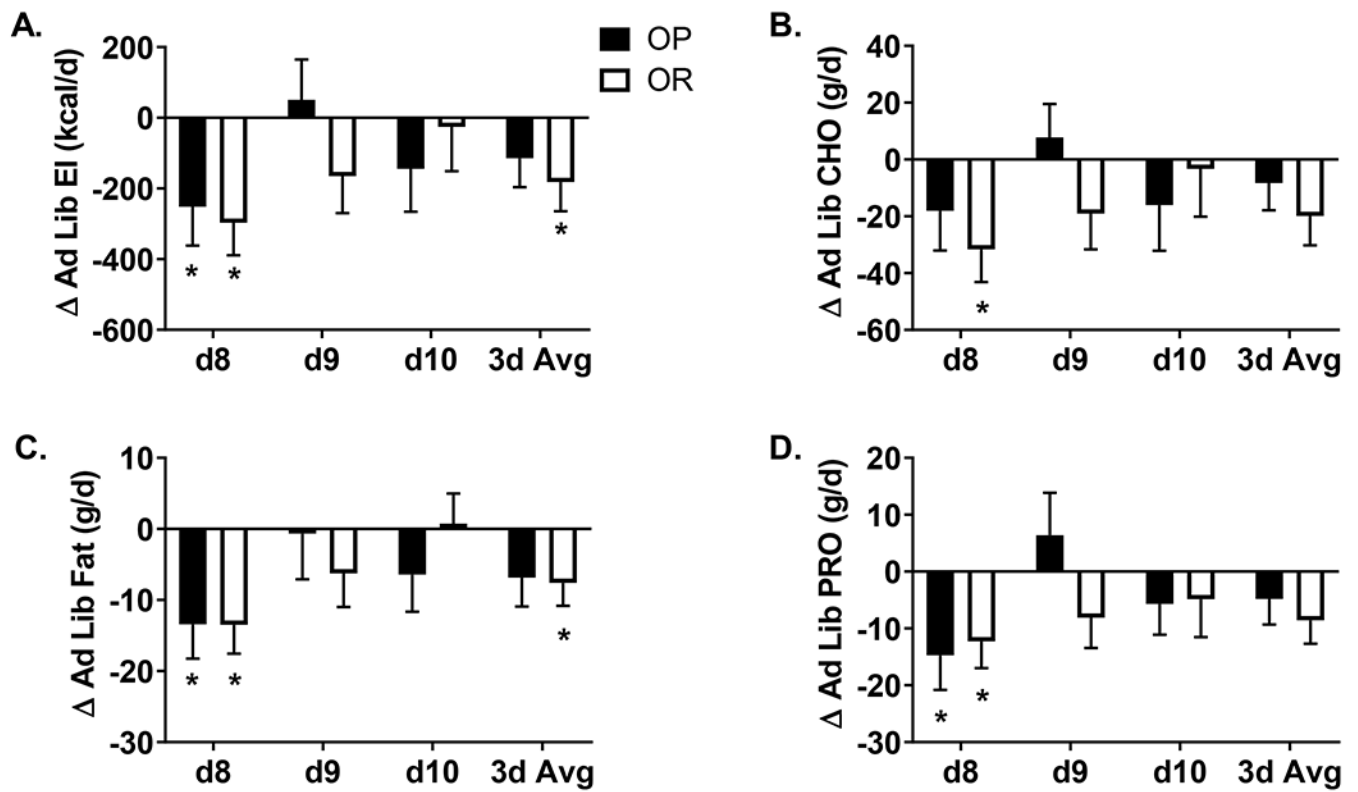 A.
OP
OR
Δ Ad Lib EI (kcal/d)
200
0
-200
-400
-600
* * *
d8 d9 d10 3d Avg
B.
Δ Ad Lib CHO (g/d)
40
20
0
-20
-40
-60
*
d8 d9 d10 3d Avg
C.
Δ Ad Lib Fat (g/d)
10
0
-10
-20
-30
* * *
d8 d9 d10 3d Avg
D.
Δ Ad Lib PRO (g/d)
20
10
0
-10
-20
-30
* *
d8 d9 d10 3d Avg